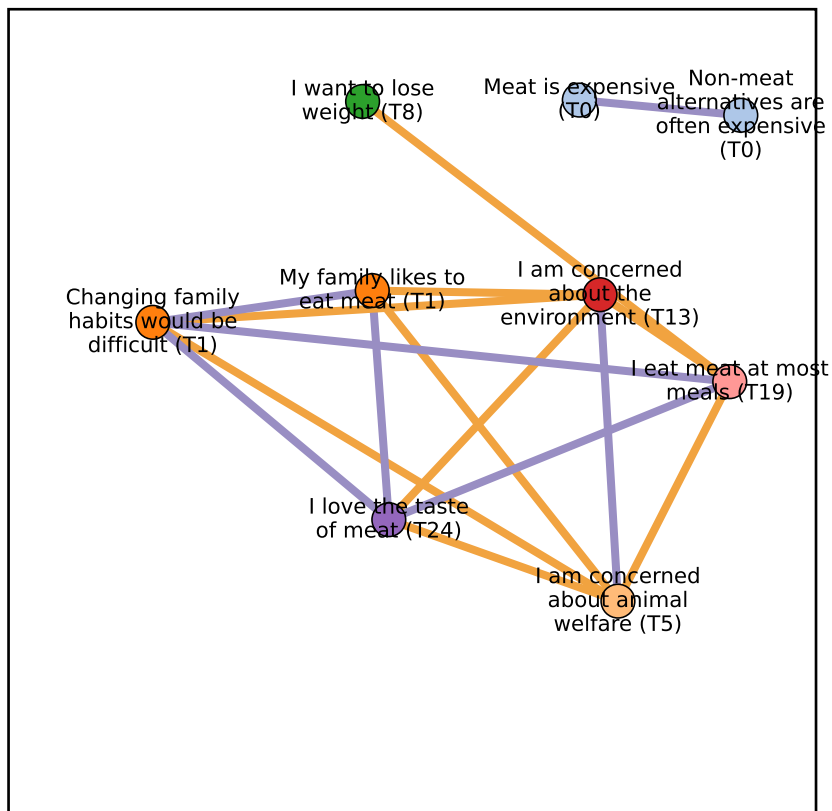 I want to lose
weight (T8)
Meat is expensive
(T0)
Non-meat
alternatives are
often expensive
(T0)
Changing family
habits would be
difficult (T1)
My family likes to
eat meat (T1)
I am concerned
about the
environment (T13)
I eat meat at most
meals (T19)
I love the taste
of meat (T24)
I am concerned
about animal
welfare (T5)